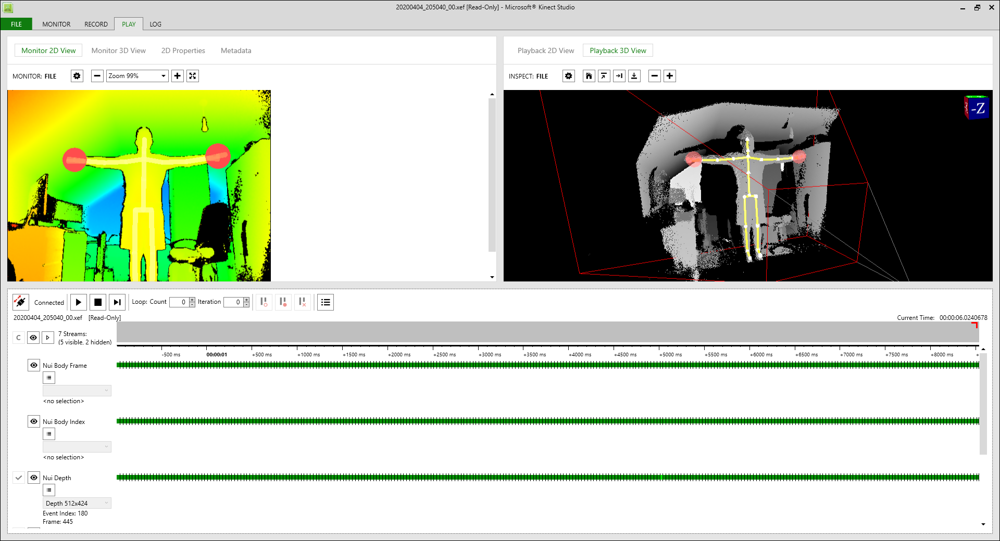 20200404_205040_00.xef [Read-Only] - Microsoft® Kinect Studio
FILE MONITOR RECORD PLAY LOG
Monitor 2D View Monitor 3D View 2D Properties Metadata
Playback 2D View Playback 3D View
MONITOR: FILE Zoom 99%
INSPECT: FILE
-Z
Connected Loop: Count 0 Iteration 0
20200404_205040_00.xef [Read-Only] Current Time: 00:00:06.0240678
C 7 Streams:
(5 visible, 2 hidden)
-500 ms 00:00:01 +500 ms +1000 ms +1500 ms +2000 ms +2500 ms +3000 ms +3500 ms +4000 ms +4500 ms +5000 ms +5500 ms +6000 ms +6500 ms +7000 ms +7500 ms +8000 ms +
Nui Body Frame
<no selection>
Nui Body Index
<no selection>
Nui Depth
Depth 512x424
Event Index: 180
Frame: 445